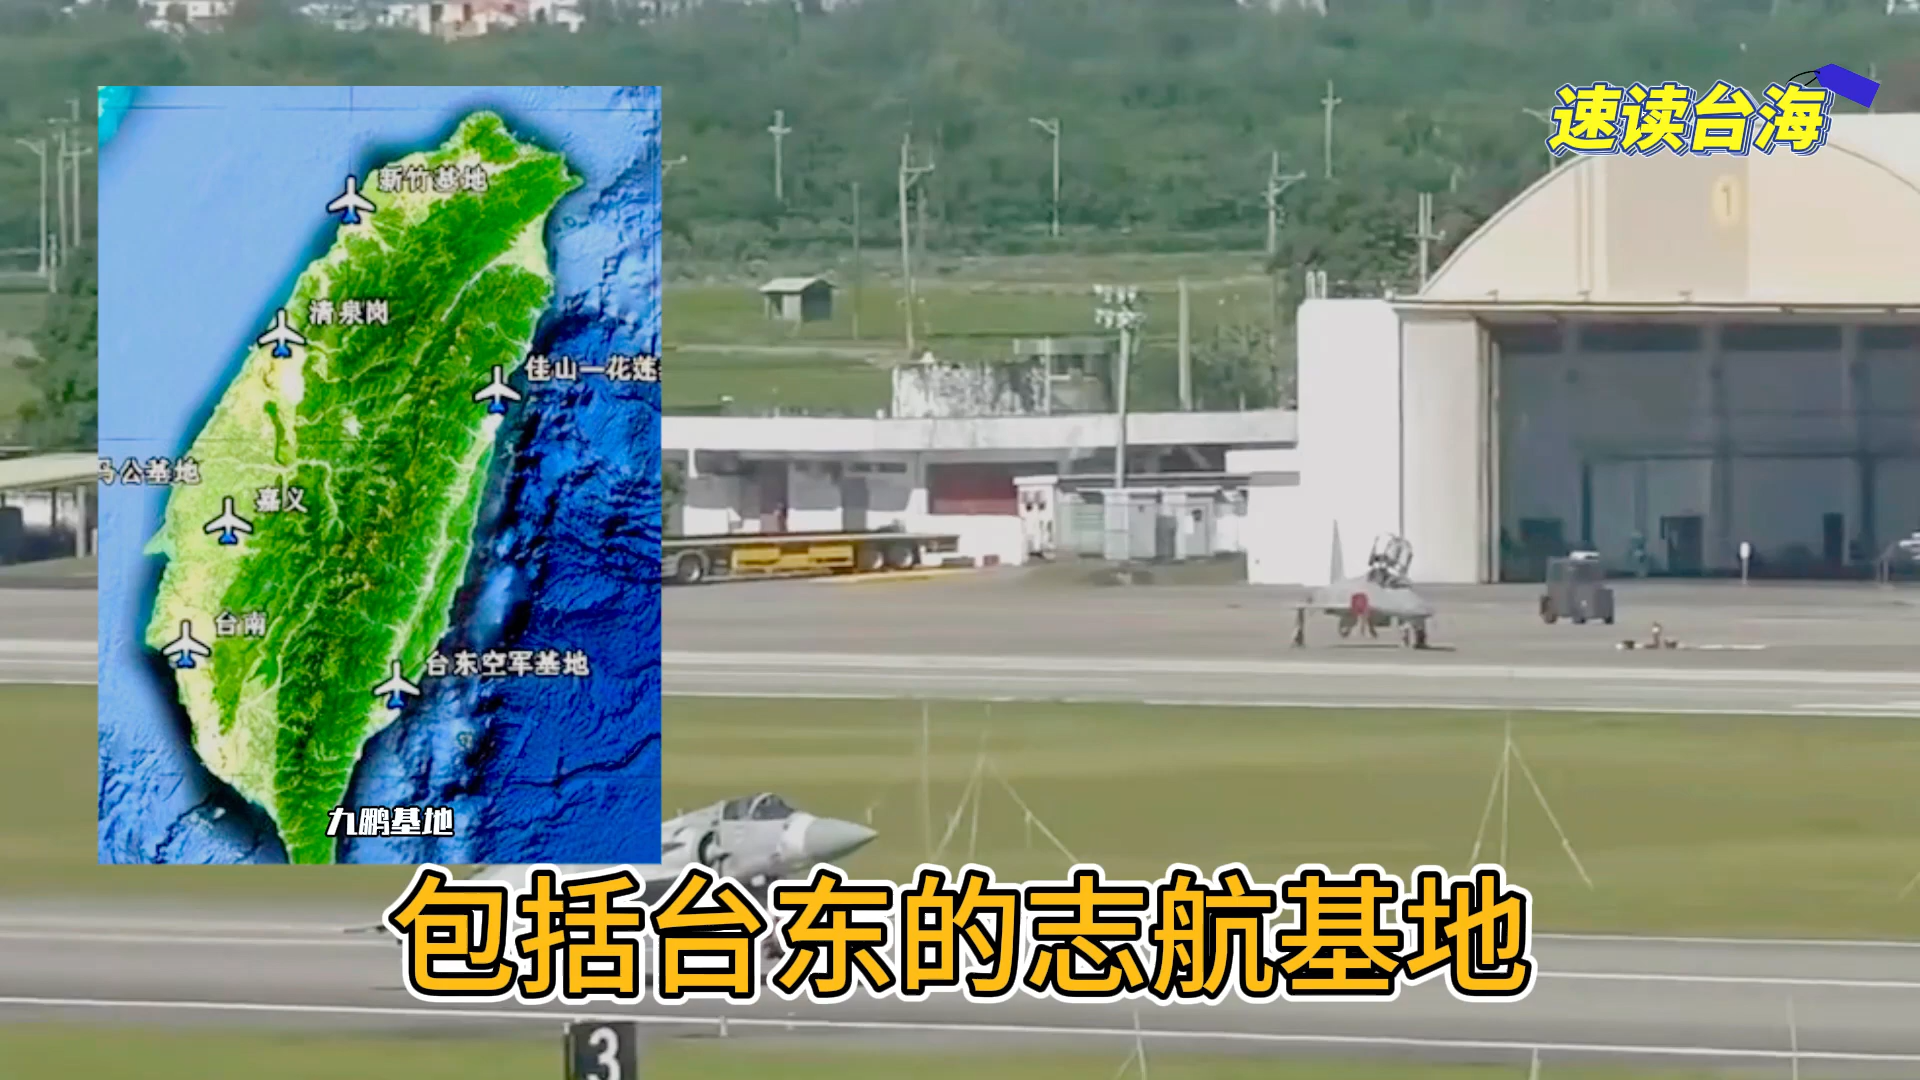 速读台海
1
新竹基地
清泉岗
佳山—花莲
马公基地
嘉义
台南
台东空军基地
九鹏基地
包括台东的志航基地
3